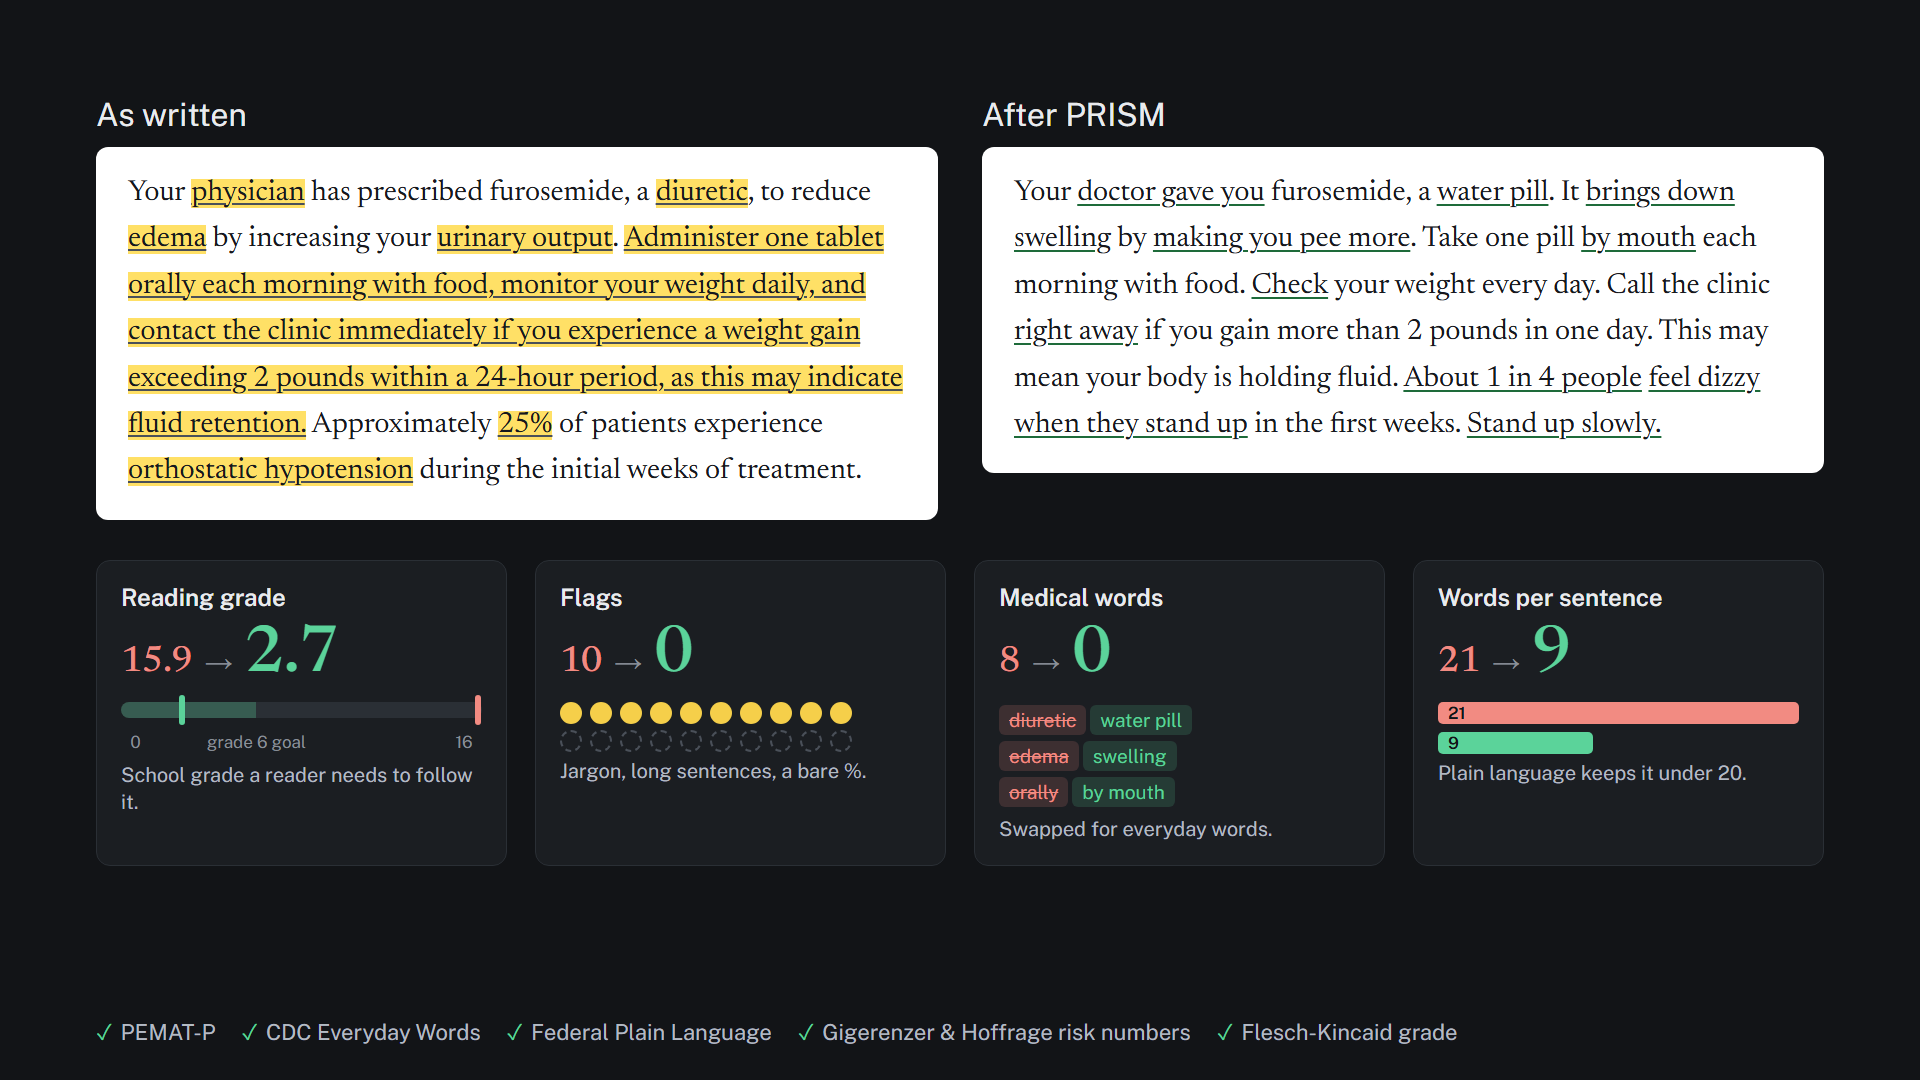 As written
Your physician has prescribed furosemide, a diuretic, to reduce
edema by increasing your urinary output. Administer one tablet
orally each morning with food, monitor your weight daily, and
contact the clinic immediately if you experience a weight gain
exceeding 2 pounds within a 24-hour period, as this may indicate
fluid retention. Approximately 25% of patients experience
orthostatic hypotension during the initial weeks of treatment.
After PRISM
Your doctor gave you furosemide, a water pill. It brings down
swelling by making you pee more. Take one pill by mouth each
morning with food. Check your weight every day. Call the clinic
right away if you gain more than 2 pounds in one day. This may
mean your body is holding fluid. About 1 in 4 people feel dizzy
when they stand up in the first weeks. Stand up slowly.
Reading grade
15.9 → 2.7
0 grade 6 goal 16
School grade a reader needs to follow
it.
Flags
10 → 0
Jargon, long sentences, a bare %.
Medical words
8 → 0
diuretic water pill
edema swelling
orally by mouth
Swapped for everyday words.
Words per sentence
21 → 9
21
9
Plain language keeps it under 20.
✓ PEMAT-P ✓ CDC Everyday Words ✓ Federal Plain Language ✓ Gigerenzer & Hoffrage risk numbers ✓ Flesch-Kincaid grade